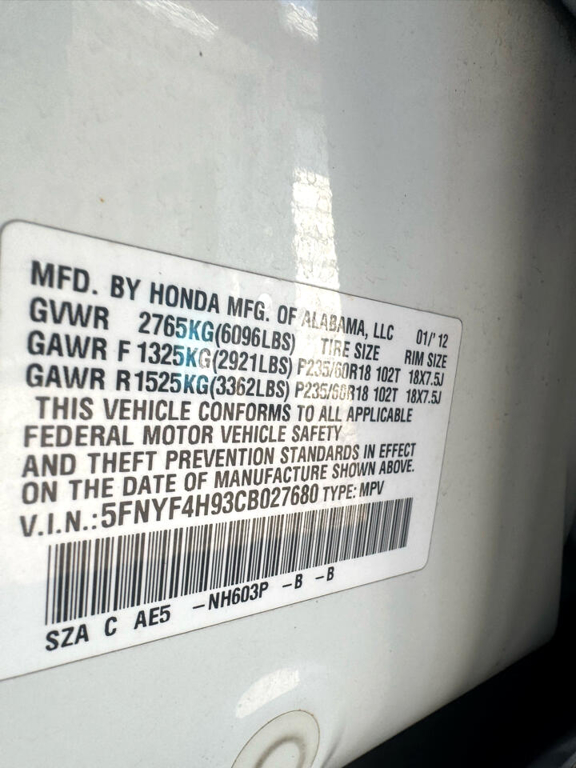 MFD. BY HONDA MFG. OF ALABAMA, LLC 01/'12
GVWR 2765KG(6096LBS) TIRE SIZE RIM SIZE
GAWR F 1325KG(2921LBS) P235/60R18 102T 18X7.5J
GAWR R 1525KG(3362LBS) P235/60R18 102T 18X7.5J
THIS VEHICLE CONFORMS TO ALL APPLICABLE
FEDERAL MOTOR VEHICLE SAFETY
AND THEFT PREVENTION STANDARDS IN EFFECT
ON THE DATE OF MANUFACTURE SHOWN ABOVE.
V.I.N.:5FNYF4H93CB027680 TYPE: MPV
SZA C AE5 -NH603P -B -B